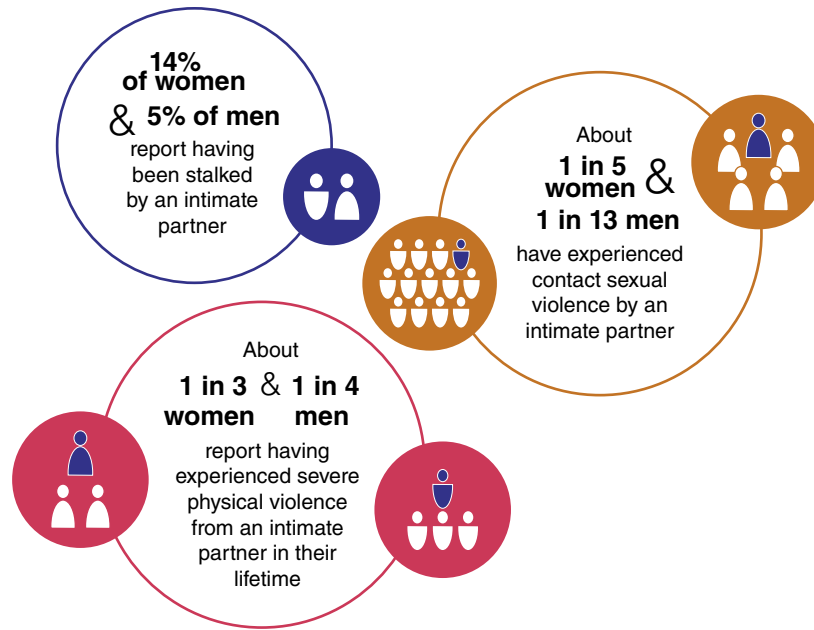 14%
of women
& 5% of men
report having
been stalked
by an intimate
partner
About
1 in 5
women &
1 in 13 men
have experienced
contact sexual
violence by an
intimate partner
About
1 in 3 & 1 in 4
women men
report having
experienced severe
physical violence
from an intimate
partner in their
lifetime